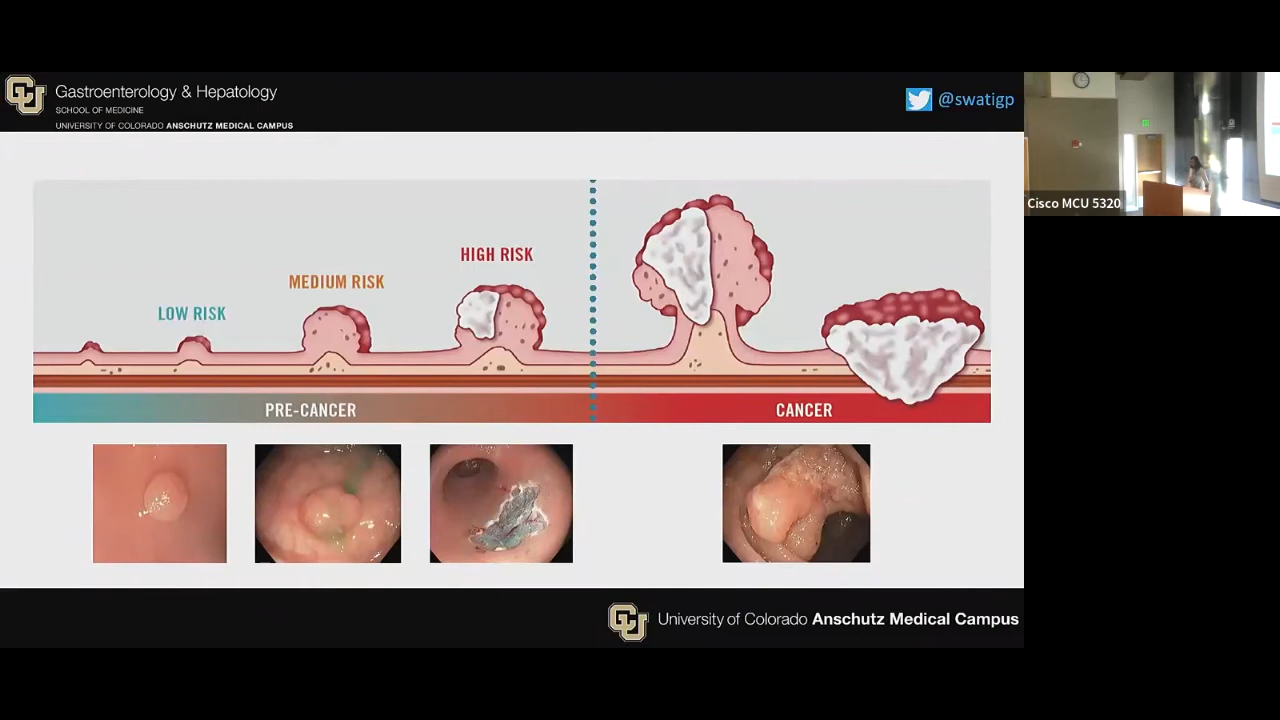 Gastroenterology & Hepatology
SCHOOL OF MEDICINE
UNIVERSITY OF COLORADO ANSCHUTZ MEDICAL CAMPUS
@swatigp
Cisco MCU 5320
LOW RISK
MEDIUM RISK
HIGH RISK
PRE-CANCER
CANCER
University of Colorado Anschutz Medical Campus